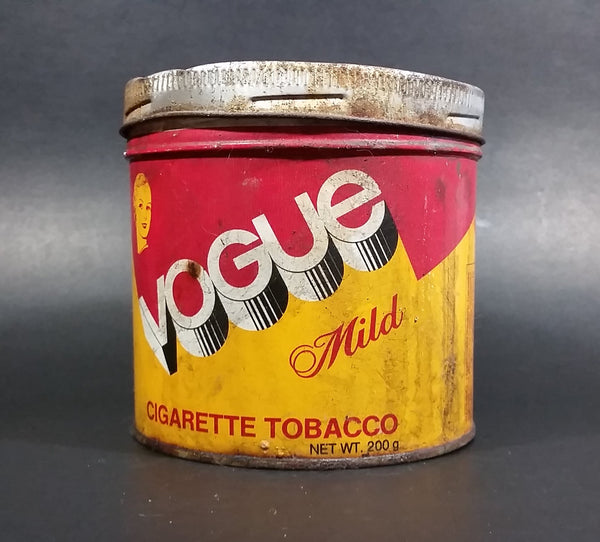 VOGUe
Mild
CIGARETTE TOBACCO
NET WT. 200 g